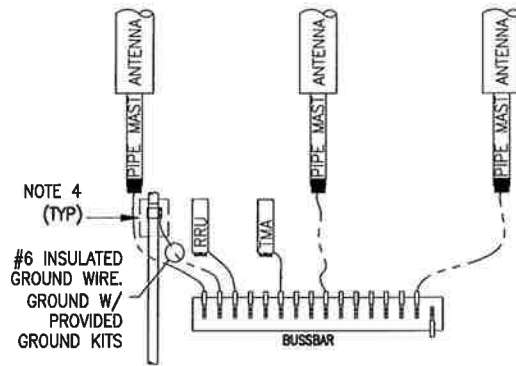 ANTENNA
ANTENNA
ANTENNA
PIPE MAST
PIPE MAST
PIPE MAST
NOTE 4
(TYP)
RRU
TMA
#6 INSULATED
GROUND WIRE.
GROUND W/
PROVIDED
GROUND KITS
BUSSBAR